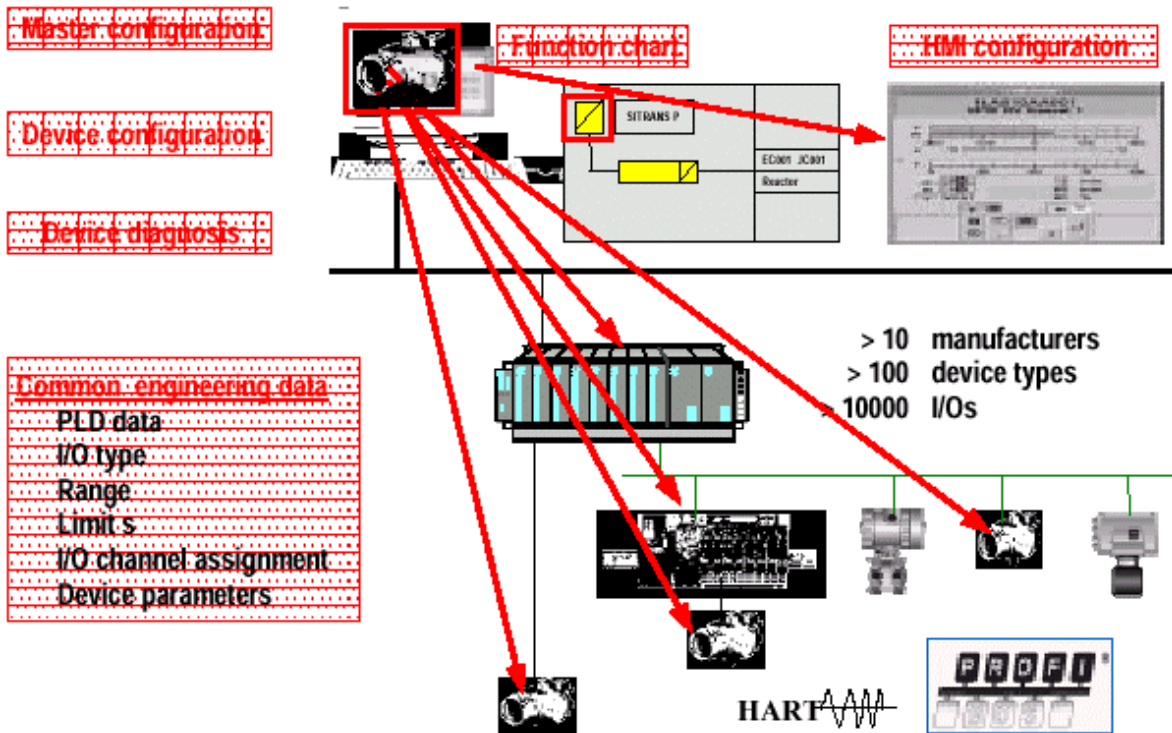 Master configuration
Function chart
HMI configuration
Device configuration
SITRANS P
EC001 JC001
Reactor
Device diagnosis
> 10 manufacturers
> 100 device types
> 10000 I/Os
Common engineering data
PLD data
I/O type
Range
Limit s
I/O channel assignment
Device parameters
HART
PROFI
BUS